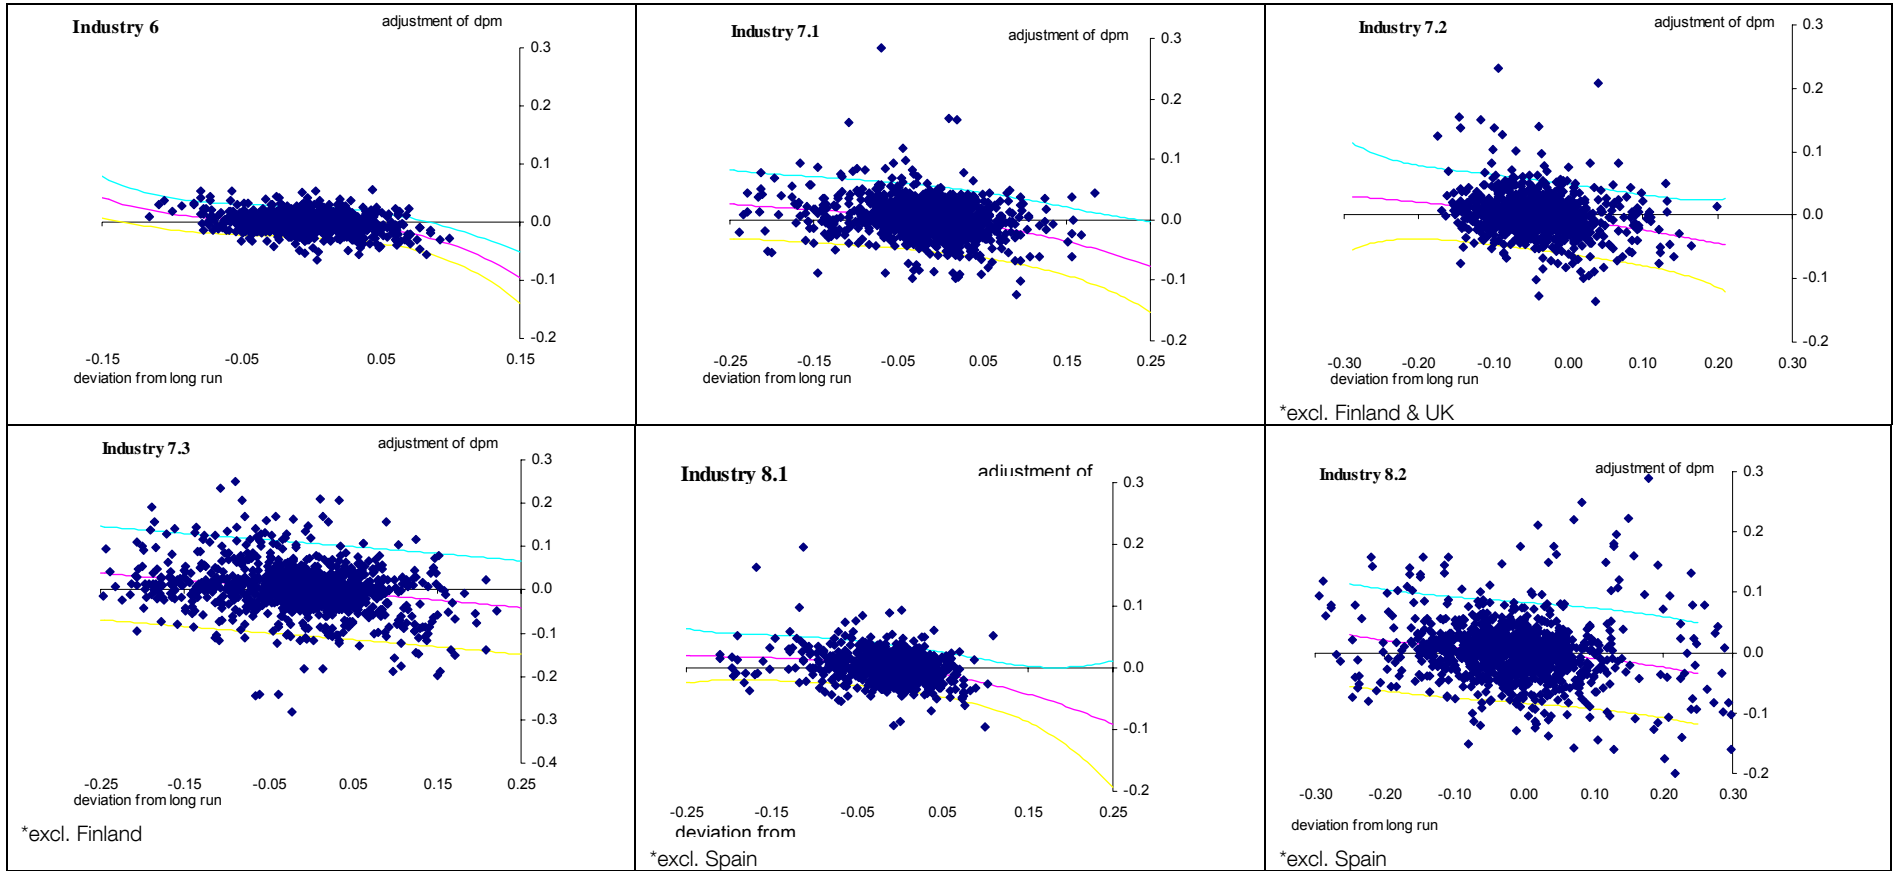 Industry 6
adjustment of dpm
0.3
0.2
0.1
0.0
-0.1
-0.2
-0.15 -0.05 0.05 0.15
deviation from long run
Industry 7.1
adjustment of dpm
0.3
0.2
0.1
0.0
-0.1
-0.2
-0.25 -0.15 -0.05 0.05 0.15 0.25
deviation from long run
Industry 7.2
adjustment of dpm
0.3
0.2
0.1
0.0
-0.1
-0.2
-0.30 -0.20 -0.10 0.00 0.10 0.20 0.30
deviation from long run
*excl. Finland & UK
Industry 7.3
adjustment of dpm
0.3
0.2
0.1
0.0
-0.1
-0.2
-0.3
-0.4
-0.25 -0.15 -0.05 0.05 0.15 0.25
deviation from long run
*excl. Finland
Industry 8.1
adjustment of
0.3
0.2
0.1
0.0
-0.1
-0.2
-0.25 -0.15 -0.05 0.05 0.15 0.25
deviation from
*excl. Spain
Industry 8.2
adjustment of dpm
0.3
0.2
0.1
0.0
-0.1
-0.2
-0.30 -0.20 -0.10 0.00 0.10 0.20 0.30
deviation from long run
*excl. Spain